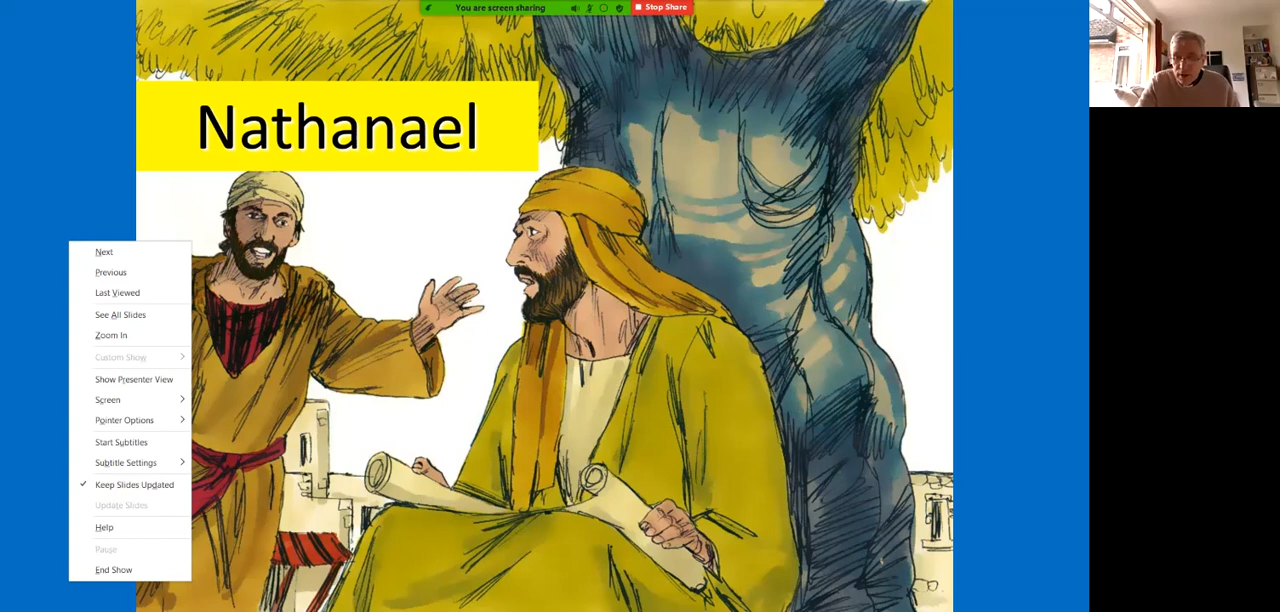 You are screen sharing
Stop Share
Nathanael
Next
Previous
Last Viewed
See All Slides
Zoom In
Custom Show
Show Presenter View
Screen
Pointer Options
Start Subtitles
Subtitle Settings
Keep Slides Updated
Update Slides
Help
Pause
End Show